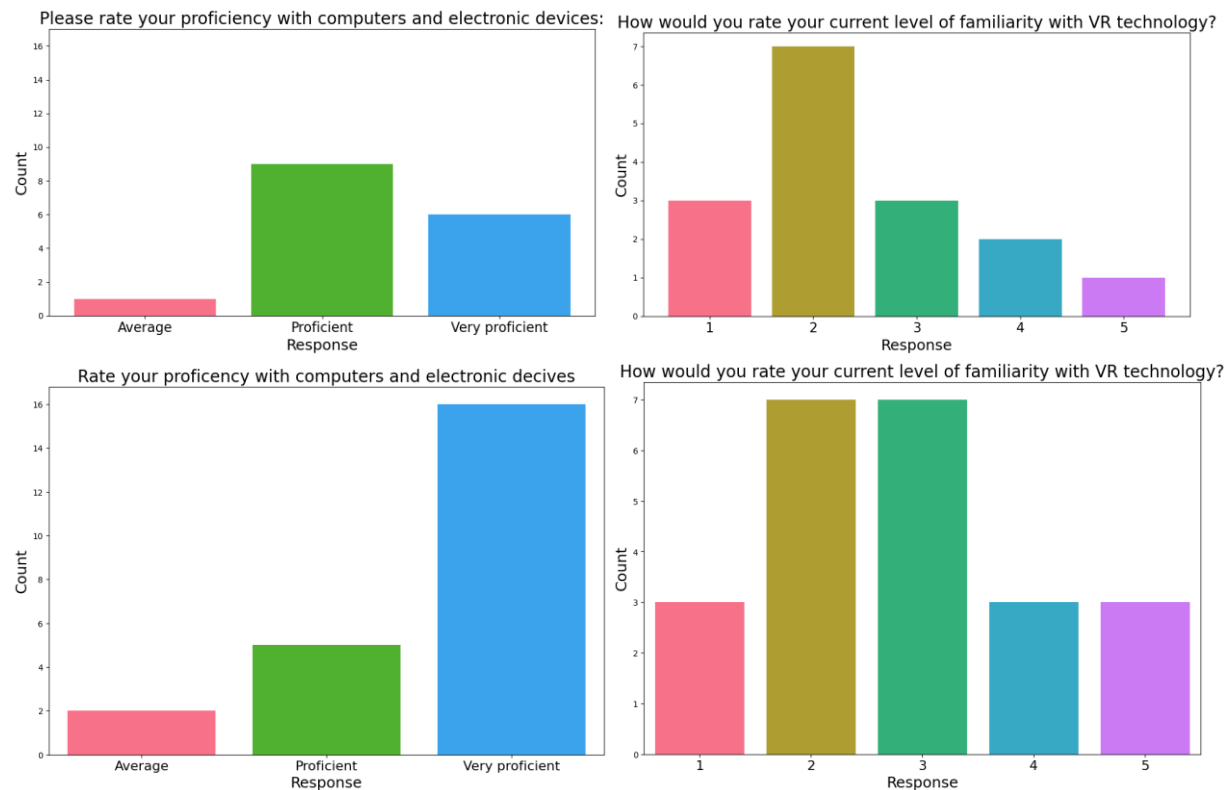 Please rate your proficiency with computers and electronic devices:
16
14
12
10
8
6
4
2
0
Count
Average Proficient Very proficient
Response
How would you rate your current level of familiarity with VR technology?
7
6
5
4
3
2
1
0
Count
1 2 3 4 5
Response
Rate your proficency with computers and electronic decives
16
14
12
10
8
6
4
2
0
Count
Average Proficient Very proficient
Response
How would you rate your current level of familiarity with VR technology?
7
6
5
4
3
2
1
0
Count
1 2 3 4 5
Response